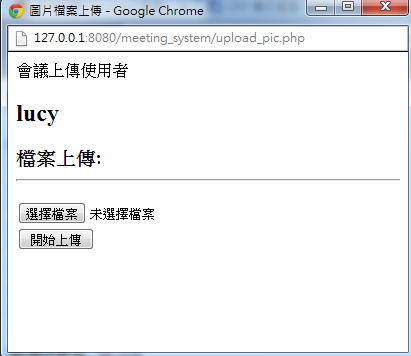 圖片檔案上傳 - Google Chrome
127.0.0.1:8080/meeting_system/upload_pic.php
會議上傳使用者
lucy
檔案上傳:
選擇檔案 未選擇檔案
開始上傳